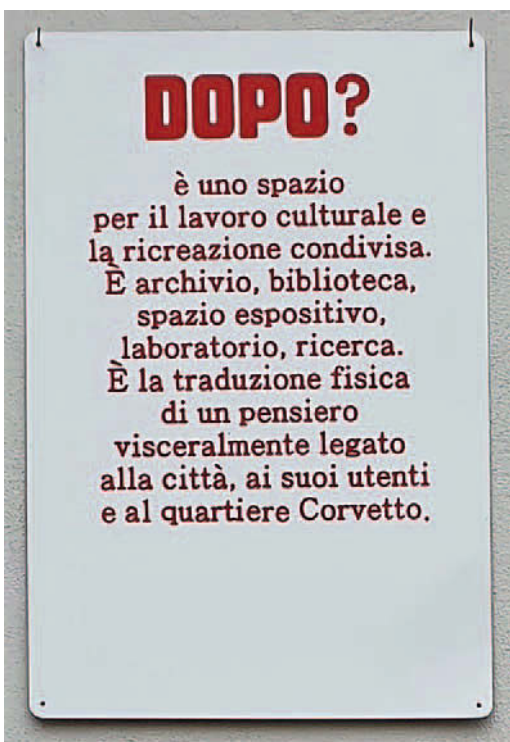 DOPO?
è uno spazio
per il lavoro culturale e
la ricreazione condivisa.
È archivio, biblioteca,
spazio espositivo,
laboratorio, ricerca.
È la traduzione fisica
di un pensiero
visceralmente legato
alla città, ai suoi utenti
e al quartiere Corvetto.